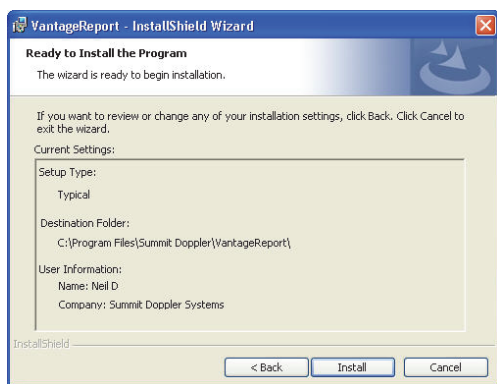 VantageReport - InstallShield Wizard
Ready to Install the Program
The wizard is ready to begin installation.
If you want to review or change any of your installation settings, click Back. Click Cancel to
exit the wizard.
Current Settings:
Setup Type:
Typical
Destination Folder:
C:\Program Files\Summit Doppler\VantageReport\
User Information:
Name: Neil D
Company: Summit Doppler Systems
InstallShield
< Back
Install
Cancel